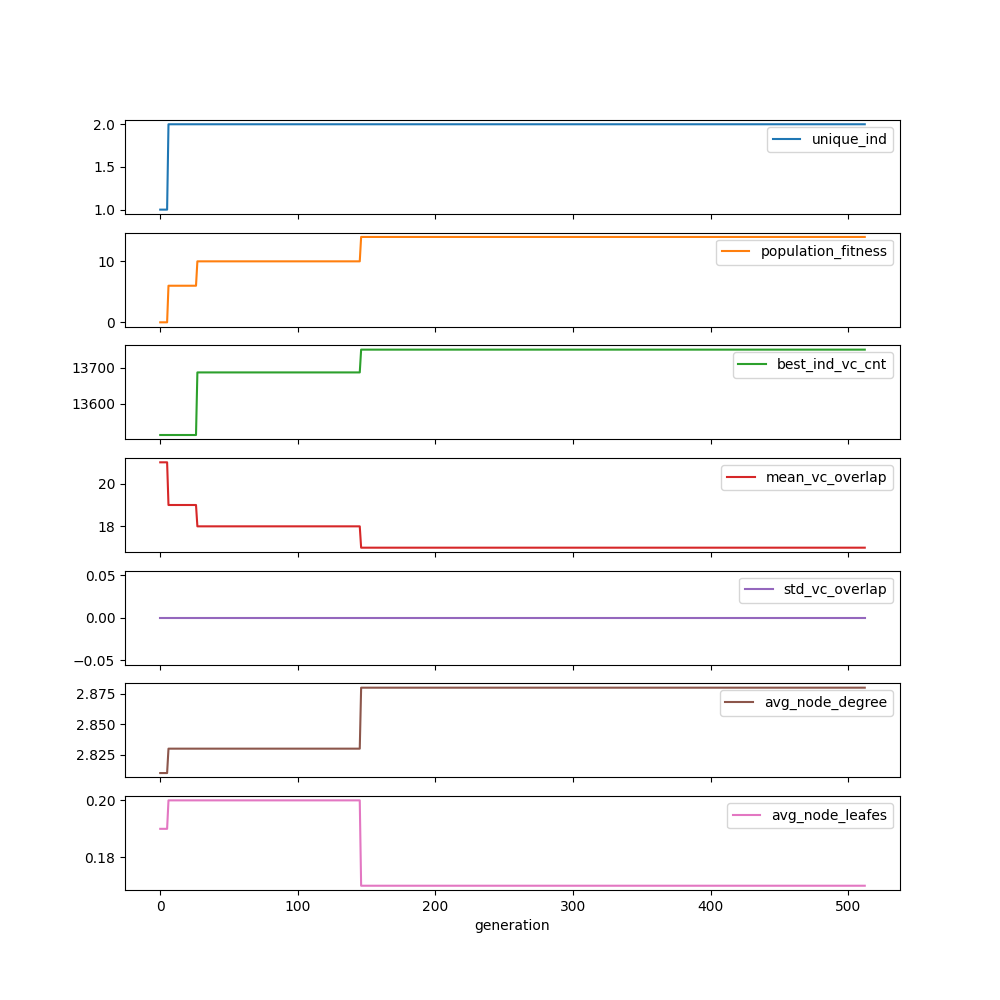 2.0
1.5
1.0
unique_ind
10
0
population_fitness
13700
13600
best_ind_vc_cnt
20
18
mean_vc_overlap
0.05
0.00
−0.05
std_vc_overlap
2.875
2.850
2.825
avg_node_degree
0.20
0.18
avg_node_leafes
0 100 200 300 400 500
generation